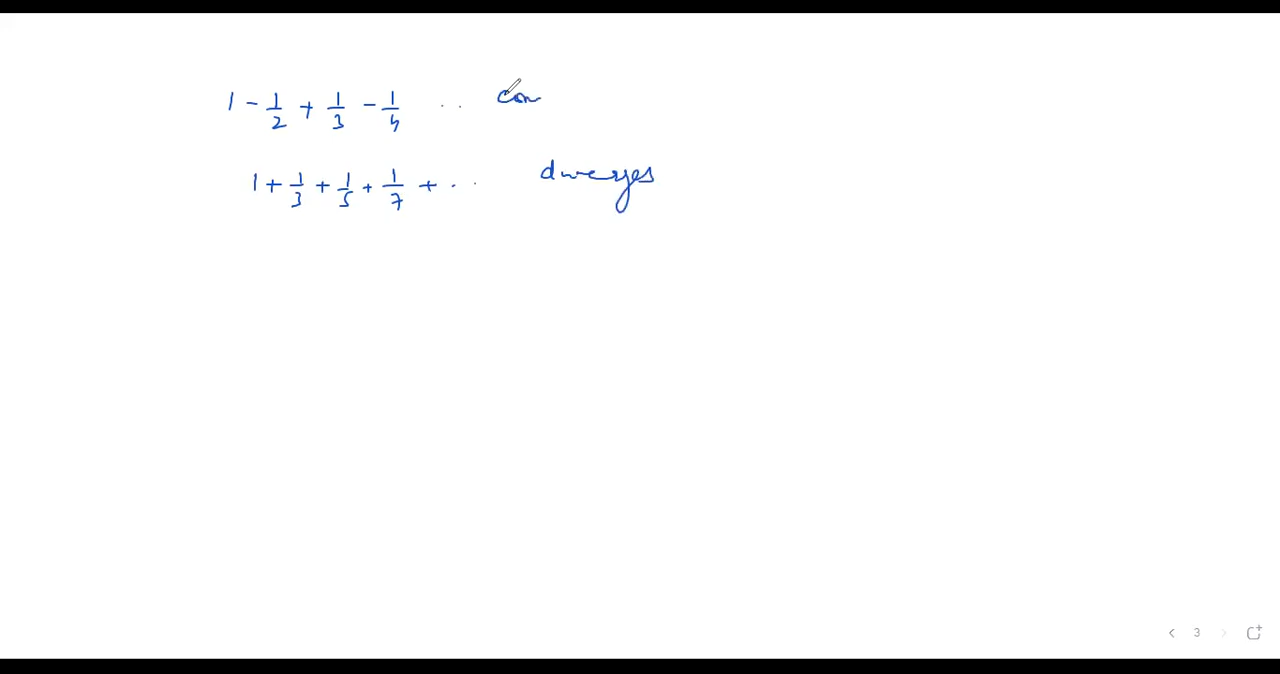 1 - 1/2 + 1/3 - 1/4 .. con
1 + 1/3 + 1/5 + 1/7 + .. diverges
< 3 >